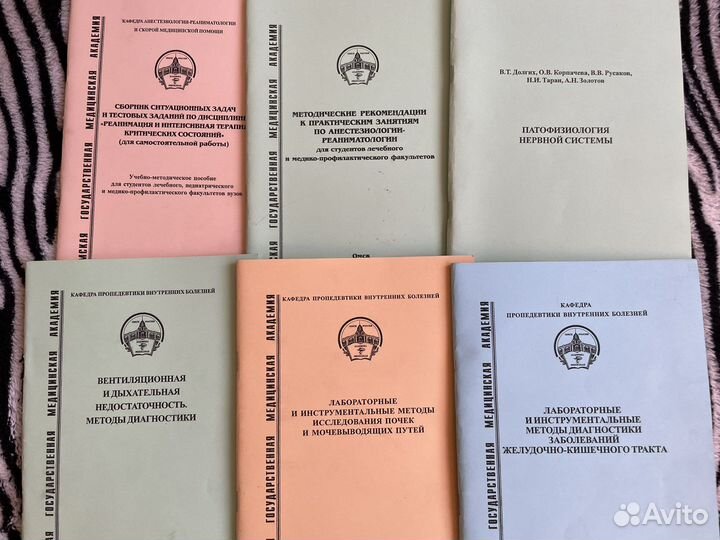 КАФЕДРА АНЕСТЕЗИОЛОГИИ-РЕАНИМАТОЛОГИИ
И СКОРОЙ МЕДИЦИНСКОЙ ПОМОЩИ
ГОСУДАРСТВЕННАЯ МЕДИЦИНСКАЯ АКАДЕМИЯ
СБОРНИК СИТУАЦИОННЫХ ЗАДАЧ
И ТЕСТОВЫХ ЗАДАНИЙ ПО ДИСЦИПЛИНЕ
«РЕАНИМАЦИЯ И ИНТЕНСИВНАЯ ТЕРАПИЯ
КРИТИЧЕСКИХ СОСТОЯНИЙ»
(для самостоятельной работы)
Учебно-методическое пособие
для студентов лечебного, педиатрического
и медико-профилактического факультетов вузов
ГОСУДАРСТВЕННАЯ МЕДИЦИНСКАЯ АКАДЕМИЯ
МЕТОДИЧЕСКИЕ РЕКОМЕНДАЦИИ
К ПРАКТИЧЕСКИМ ЗАНЯТИЯМ
ПО АНЕСТЕЗИОЛОГИИ-
РЕАНИМАТОЛОГИИ
для студентов лечебного
и медико-профилактического факультетов
Омск
В.Т. Долгих, О.В. Корпачева, В.В. Русаков,
Н.И. Таран, А.Н. Золотов
ПАТОФИЗИОЛОГИЯ
НЕРВНОЙ СИСТЕМЫ
КАФЕДРА ПРОПЕДЕВТИКИ ВНУТРЕННИХ БОЛЕЗНЕЙ
ГОСУДАРСТВЕННАЯ МЕДИЦИНСКАЯ АКАДЕМИЯ
ВЕНТИЛЯЦИОННАЯ
И ДЫХАТЕЛЬНАЯ
НЕДОСТАТОЧНОСТЬ.
МЕТОДЫ ДИАГНОСТИКИ
КАФЕДРА ПРОПЕДЕВТИКИ ВНУТРЕННИХ БОЛЕЗНЕЙ
ГОСУДАРСТВЕННАЯ МЕДИЦИНСКАЯ АКАДЕМИЯ
ЛАБОРАТОРНЫЕ
И ИНСТРУМЕНТАЛЬНЫЕ МЕТОДЫ
ИССЛЕДОВАНИЯ ПОЧЕК
И МОЧЕВЫВОДЯЩИХ ПУТЕЙ
КАФЕДРА
ПРОПЕДЕВТИКИ ВНУТРЕННИХ БОЛЕЗНЕЙ
ГОСУДАРСТВЕННАЯ МЕДИЦИНСКАЯ АКАДЕМИЯ
ЛАБОРАТОРНЫЕ
И ИНСТРУМЕНТАЛЬНЫЕ
МЕТОДЫ ДИАГНОСТИКИ
ЗАБОЛЕВАНИЙ
ЖЕЛУДОЧНО-КИШЕЧНОГО ТРАКТА
Avito